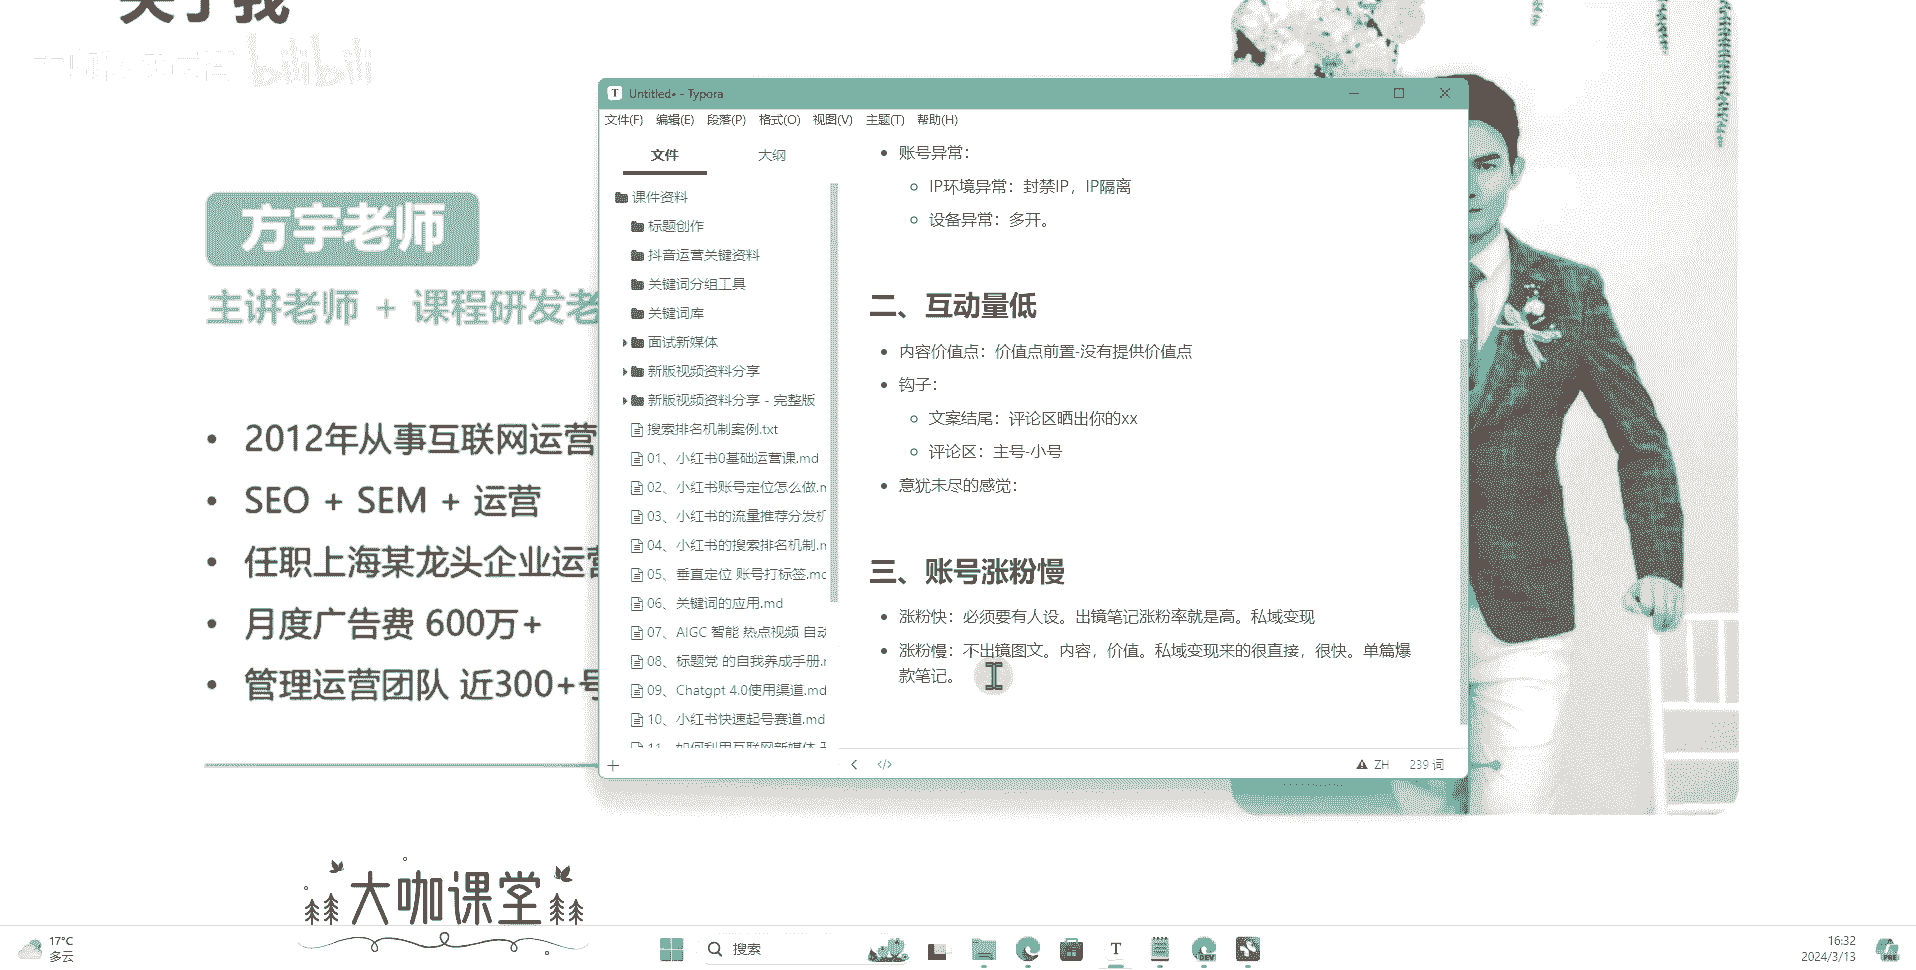 关于我
bilibili
方宇老师
主讲老师 + 课程研发老
2012年从事互联网运营
SEO + SEM + 运营
任职上海某龙头企业运营
月度广告费 600万+
管理运营团队 近300+号
大咖课堂
Untitled• - Typora
文件(F) 编辑(E) 段落(P) 格式(O) 视图(V) 主题(T) 帮助(H)
文件 大纲
课件资料
标题创作
抖音运营关键资料
关键词分组工具
关键词库
面试新媒体
新版视频资料分享
新版视频资料分享 - 完整版
搜索排名机制案例.txt
01、小红书0基础运营课.md
02、小红书账号定位怎么做.m
03、小红书的流量推荐分发机
04、小红书的搜索排名机制.m
05、垂直定位 账号打标签.mc
06、关键词的应用.md
07、AIGC 智能 热点视频 自动
08、标题党 的自我养成手册.r
09、Chatgpt 4.0使用渠道.md
10、小红书快速起号赛道.md
11、如何利用互联网新媒体
账号异常：
IP环境异常：封禁IP，IP隔离
设备异常：多开。
二、互动量低
内容价值点：价值点前置-没有提供价值点
钩子：
文案结尾：评论区晒出你的xx
评论区：主号-小号
意犹未尽的感觉：
三、账号涨粉慢
涨粉快：必须要有人设。出镜笔记涨粉率就是高。私域变现
涨粉慢：不出镜图文。内容，价值。私域变现来的很直接，很快。单篇爆
款笔记。
ZH 239 词
17°C
多云
搜索
T
DEV
16:32
2024/3/13
PRE